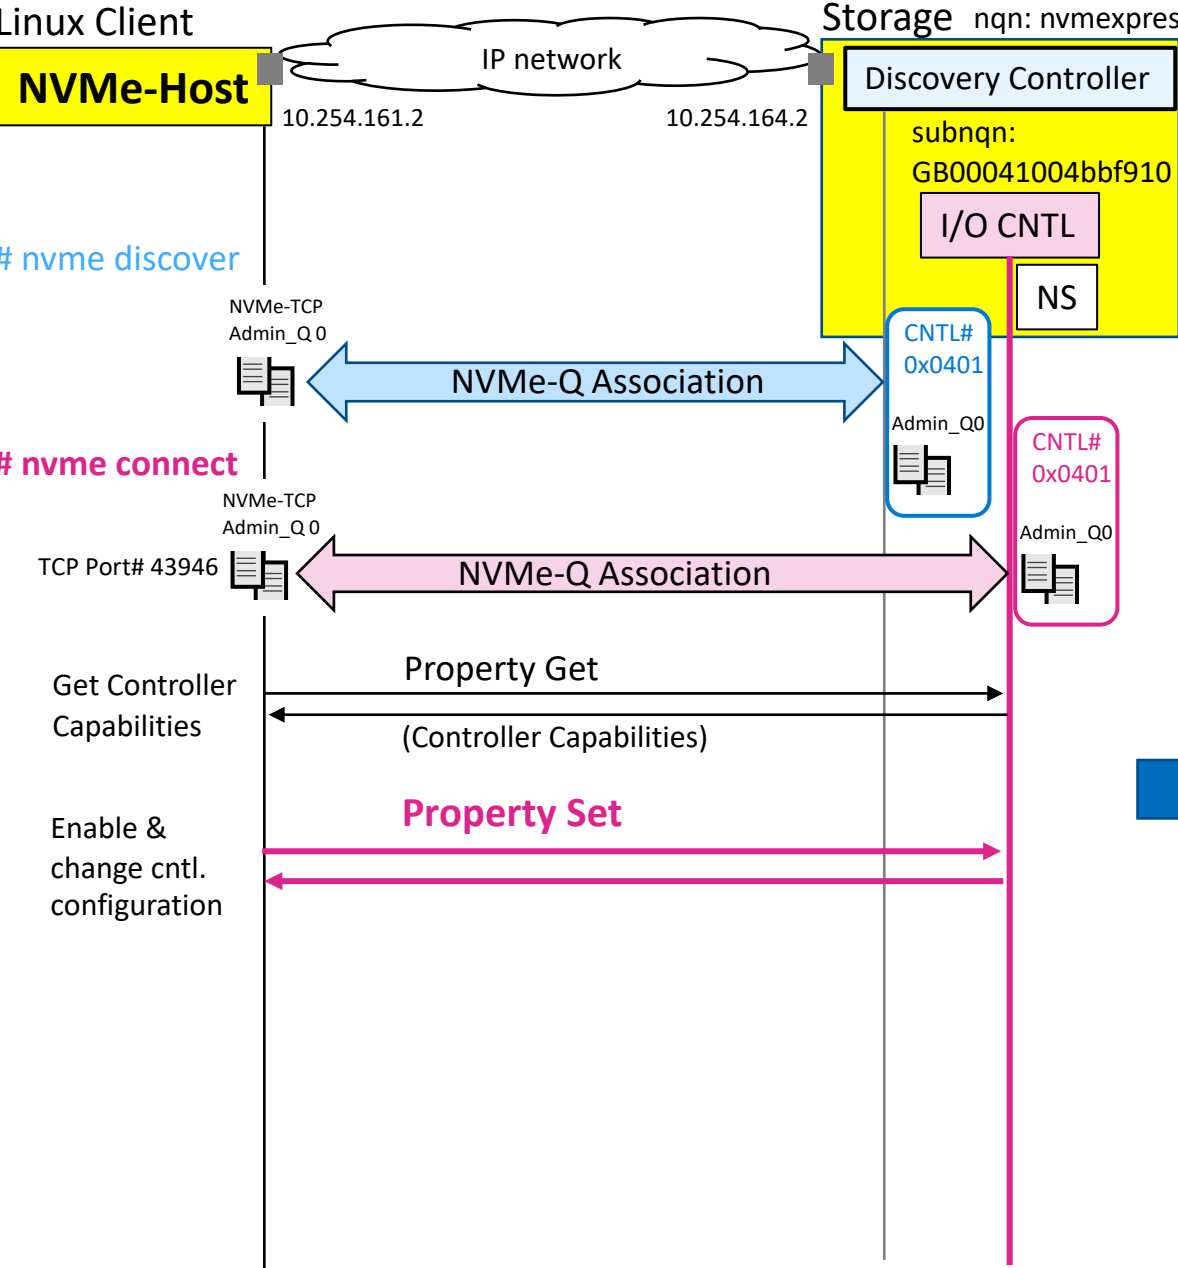 Linux Client
Storage nqn: nvmexpres
NVMe-Host
IP network
Discovery Controller
10.254.161.2
10.254.164.2
subnqn:
GB00041004bbf910
I/O CNTL
NS
# nvme discover
NVMe-TCP
Admin_Q 0
NVMe-Q Association
CNTL#
0x0401
Admin_Q0
# nvme connect
NVMe-TCP
Admin_Q 0
TCP Port# 43946
NVMe-Q Association
CNTL#
0x0401
Admin_Q0
Get Controller
Capabilities
Property Get
(Controller Capabilities)
Enable &
change cntl.
configuration
Property Set